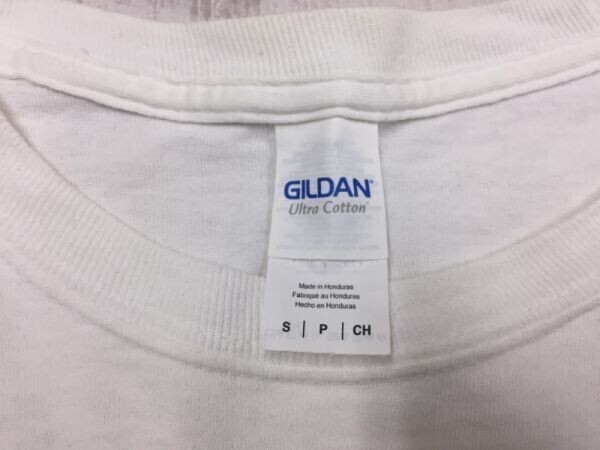 GILDAN®
Ultra Cotton®
Made in Honduras
Fabriqué au Honduras
Hecho en Honduras
S | P | CH